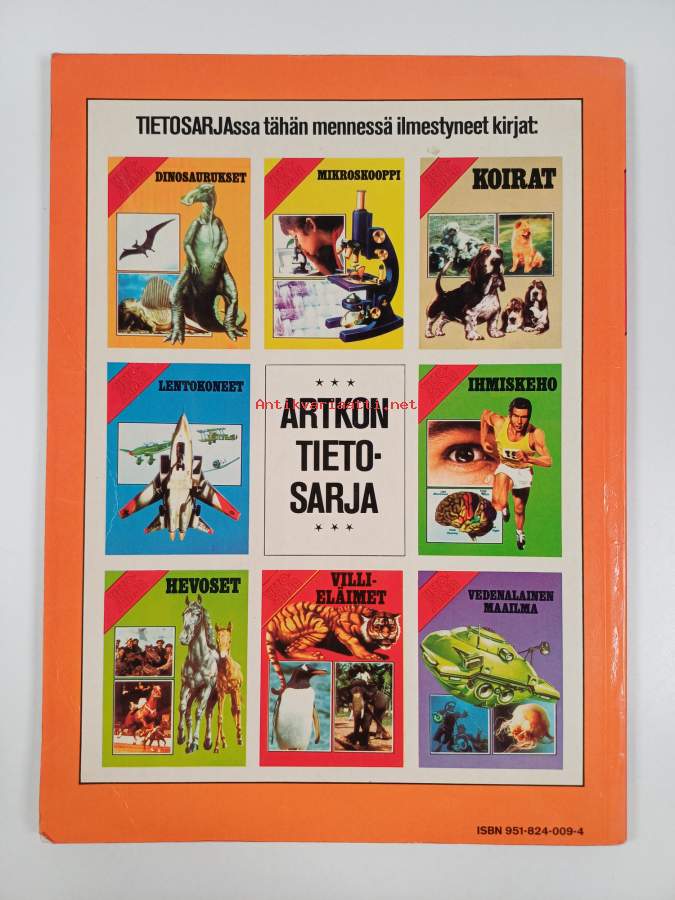 TIETOSARJAssa tähän mennessä ilmestyneet kirjat:
DINOSAURUKSET
MIKROSKOOPPI
KOIRAT
LENTOKONEET
★ ★ ★
ARTKON
TIETO-
SARJA
★ ★ ★
Antikvariaatti.net
IHMISKEHO
HEVOSET
VILLI-
ELÄIMET
VEDENALAINEN
MAAILMA
ISBN 951-824-009-4